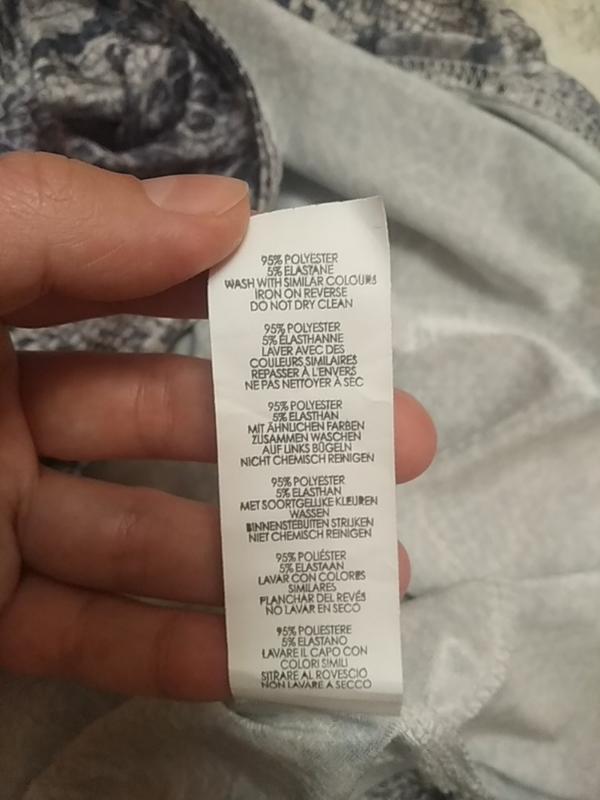 95% POLYESTER
5% ELASTANE
WASH WITH SIMILAR COLOURS
IRON ON REVERSE
DO NOT DRY CLEAN
95% POLYESTER
5% ÉLASTHANNE
LAVER AVEC DES
COULEURS SIMILAIRES
REPASSER À L'ENVERS
NE PAS NETTOYER À SEC
95% POLYESTER
5% ELASTHAN
MIT ÄHNLICHEN FARBEN
ZUSAMMEN WASCHEN
AUF LINKS BÜGELN
NICHT CHEMISCH REINIGEN
95% POLYESTER
5% ELASTHAN
MET SOORTGELIJKE KLEUREN
WASSEN
BINNENSTEBUITEN STRIJKEN
NIET CHEMISCH REINIGEN
95% POLIÉSTER
5% ELASTAAN
LAVAR CON COLORES
SIMILARES
PLANCHAR DEL REVÉS
NO LAVAR EN SECO
95% POLIESTERE
5% ELASTANO
LAVARE IL CAPO CON
COLORI SIMILI
STIRARE AL ROVESCIO
NON LAVARE A SECCO